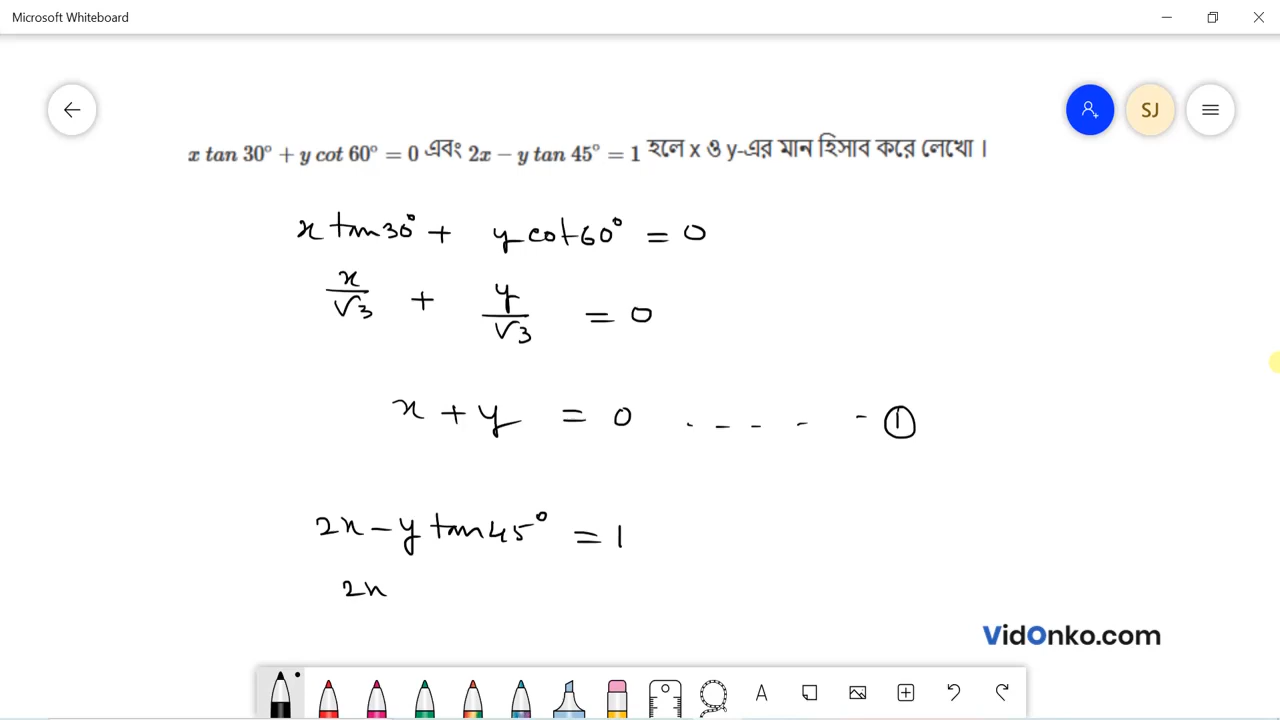 Microsoft Whiteboard
SJ
x tan 30° + y cot 60° = 0 এবং 2x − y tan 45° = 1 হলে x ও y-এর মান হিসাব করে লেখো ।
x tan30° + y cot60° = 0
x/√3 + y/√3 = 0
x + y = 0 . - - - - ①
2x − y tan45° = 1
2x
VidOnko.com
A